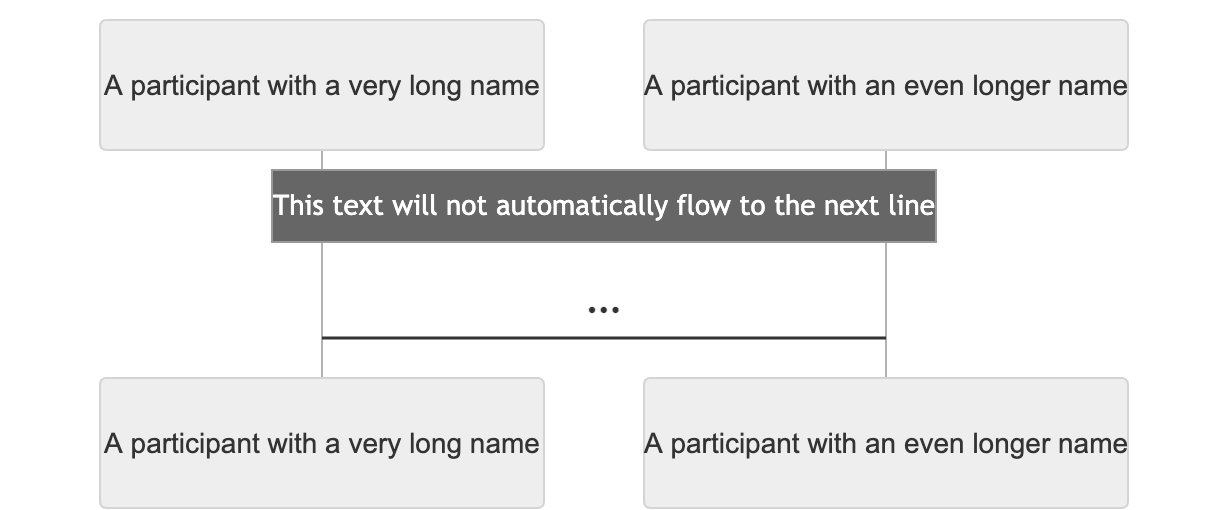 A participant with a very long name
A participant with an even longer name
This text will not automatically flow to the next line
...
A participant with a very long name
A participant with an even longer name